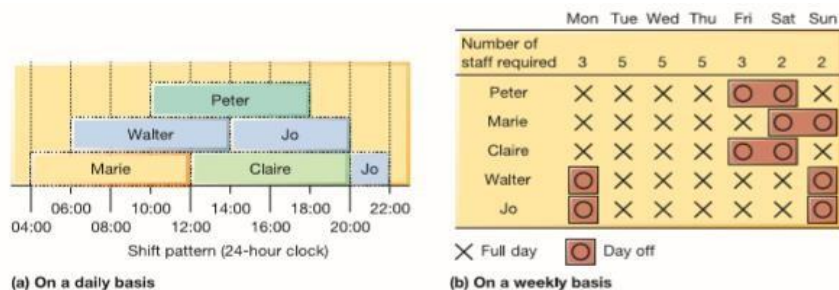 Peter
Walter
Jo
Marie
Claire
Jo
06:00 10:00 14:00 18:00 22:00
04:00 08:00 12:00 16:00 20:00
Shift pattern (24-hour clock)
(a) On a daily basis
Mon Tue Wed Thu Fri Sat Sun
Number of
staff required 3 5 5 5 3 2 2
Peter X X X X O O X
Marie X X X X X O O
Claire X X X X O O X
Walter O X X X X X O
Jo O X X X X X O
X Full day O Day off
(b) On a weekly basis